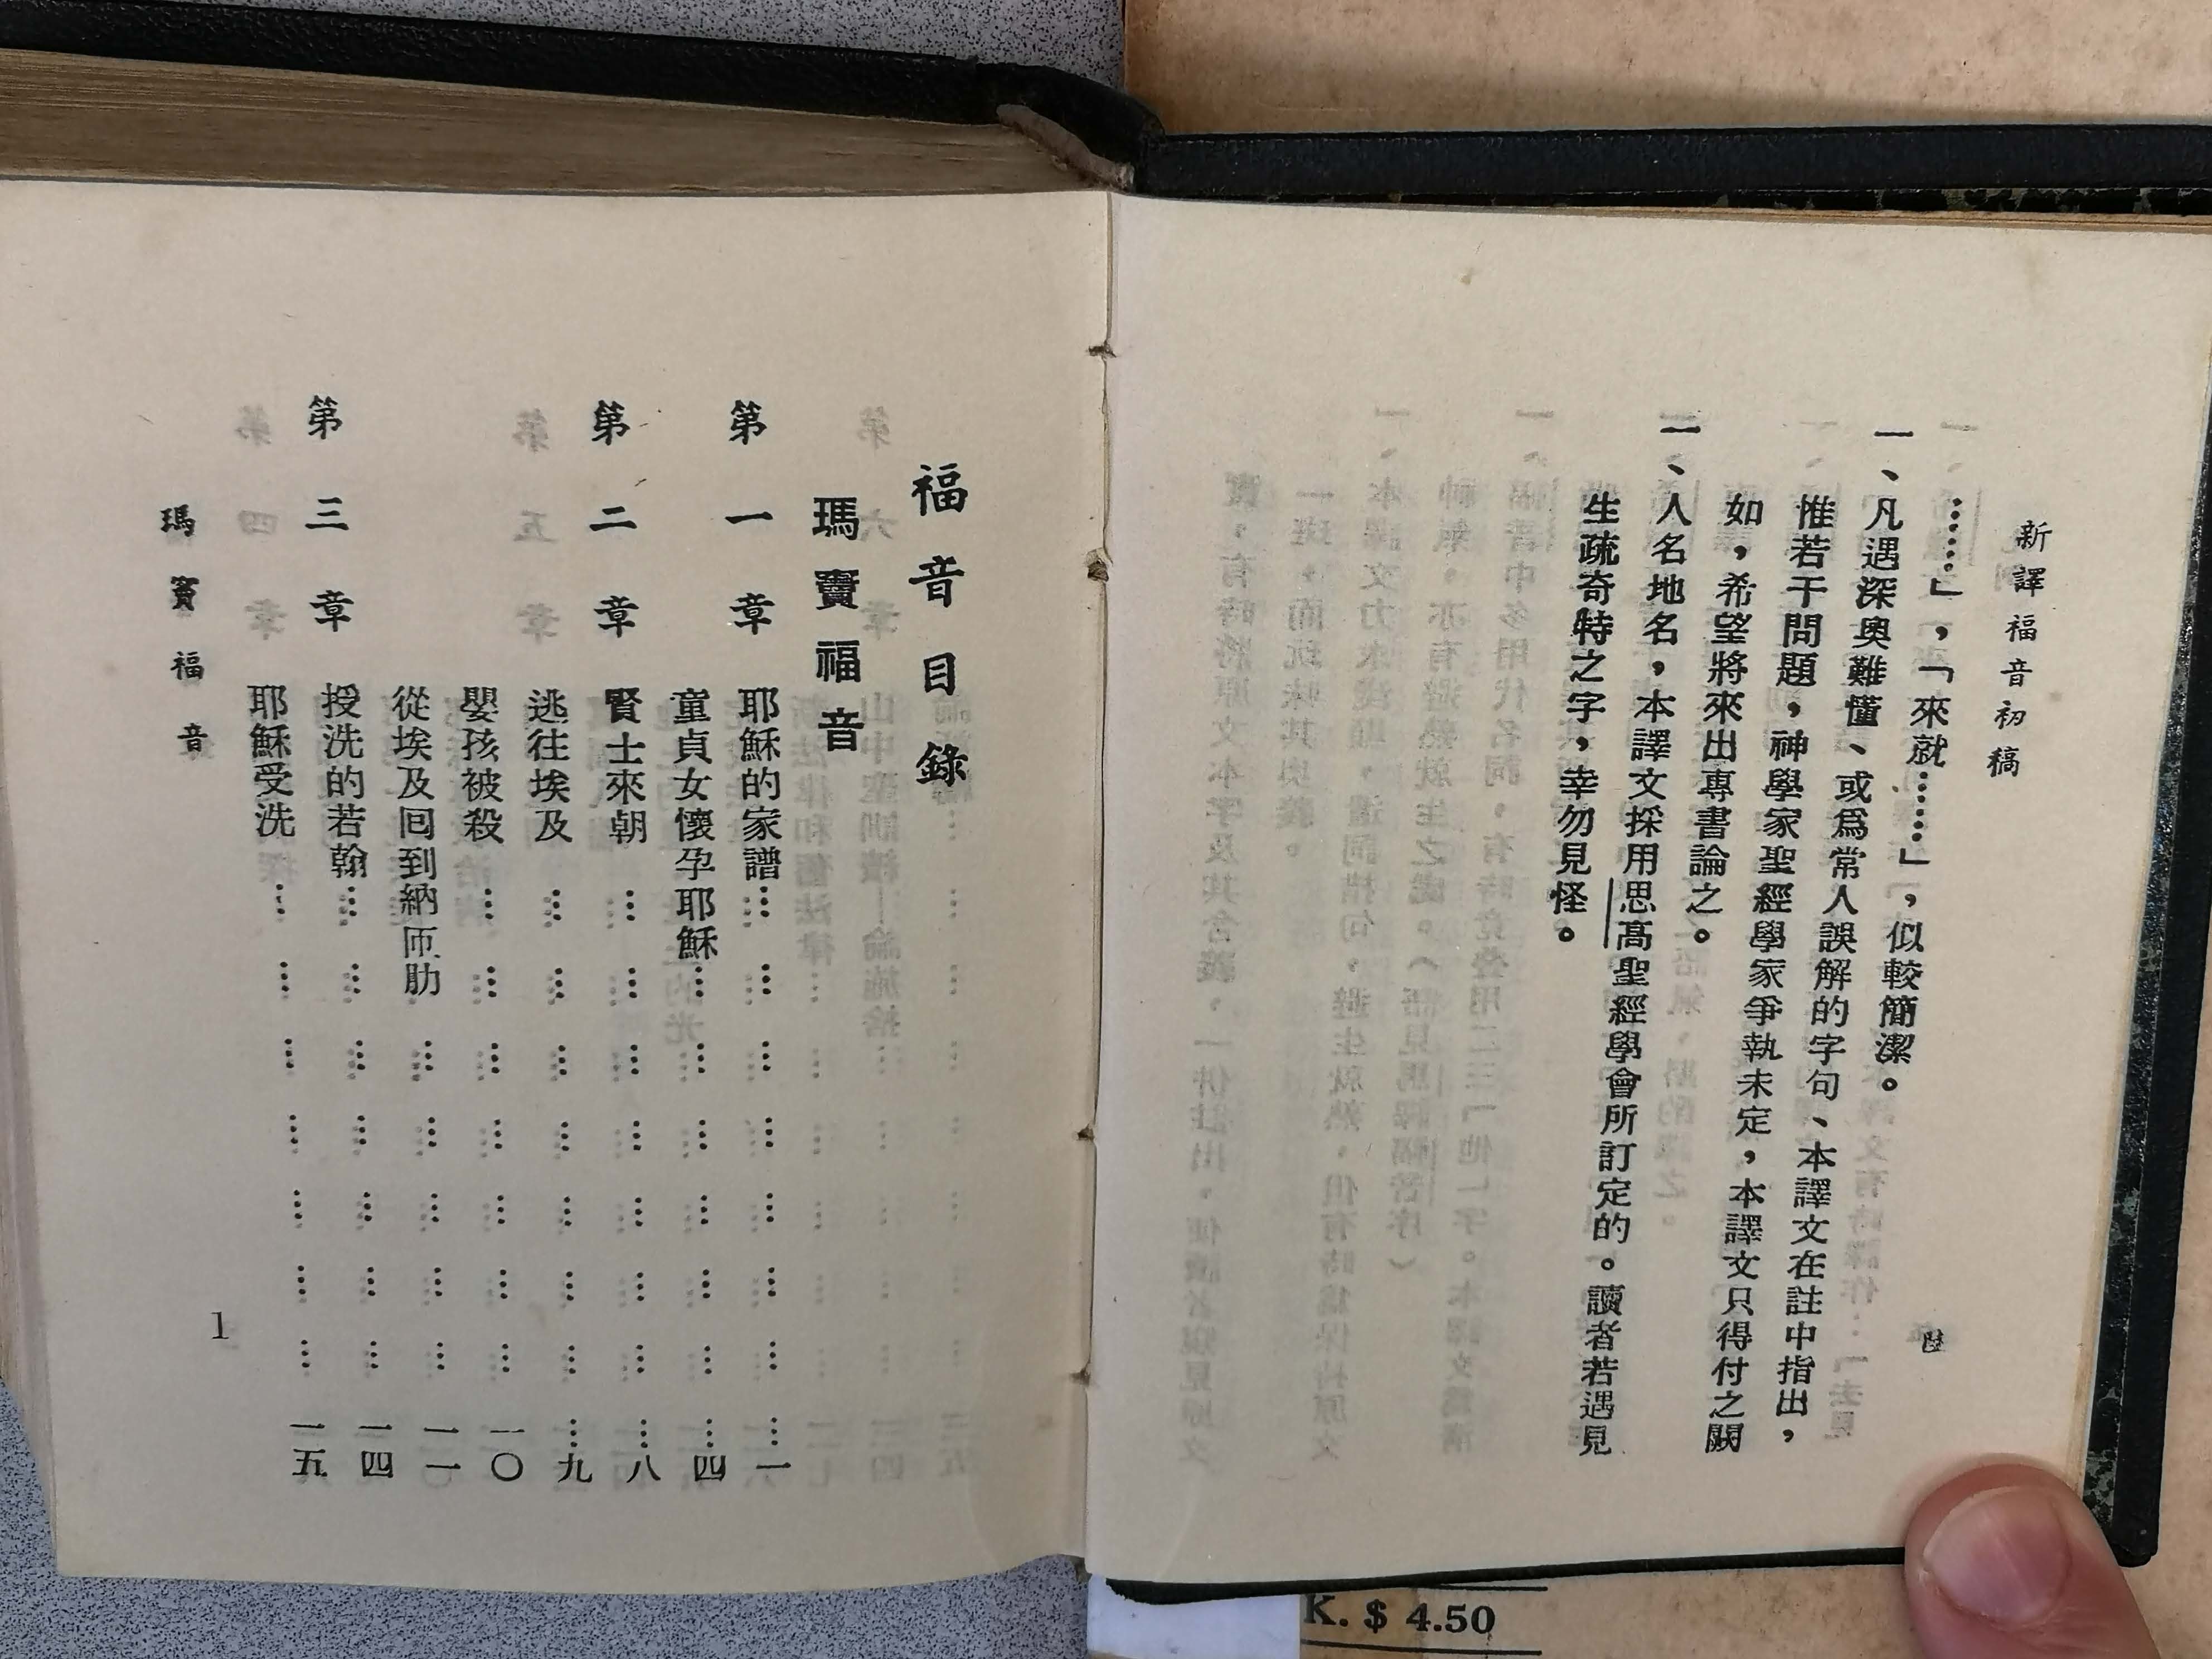 新譯福音初稿
……」，「來就……」，似較簡潔。
一、凡遇深奧難懂、或爲常人誤解的字句、本譯文在註中指出，
惟若干問題，神學家聖經學家爭執未定，本譯文只得付之闕
如，希望將來出專書論之。
一、人名地名，本譯文採用思高聖經學會所訂定的。讀者若遇見
生疏奇特之字，幸勿見怪。
陸
福音目錄
瑪竇福音
第一章 耶穌的家譜……………………一
童貞女懷孕耶穌……………………四
第二章 賢士來朝……………………八
逃往埃及……………………九
嬰孩被殺……………………一〇
從埃及回到納匝肋……………………一一
第三章 授洗的若翰……………………一四
耶穌受洗……………………一五
瑪竇福音
1
K. $ 4.50